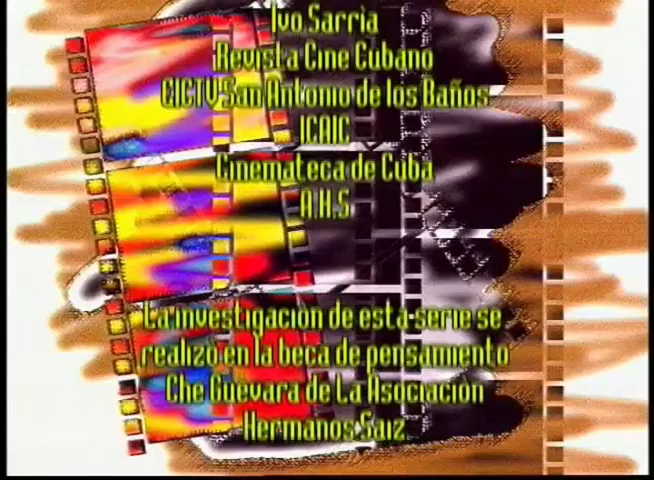 Ivo Sarría
Revista Cine Cubano
EICTV San Antonio de los Baños
ICAIC
Cinemateca de Cuba
A.H.S
La investigación de esta serie se
realizó en la beca de pensamiento
Che Guevara de La Asociación
Hermanos Saiz